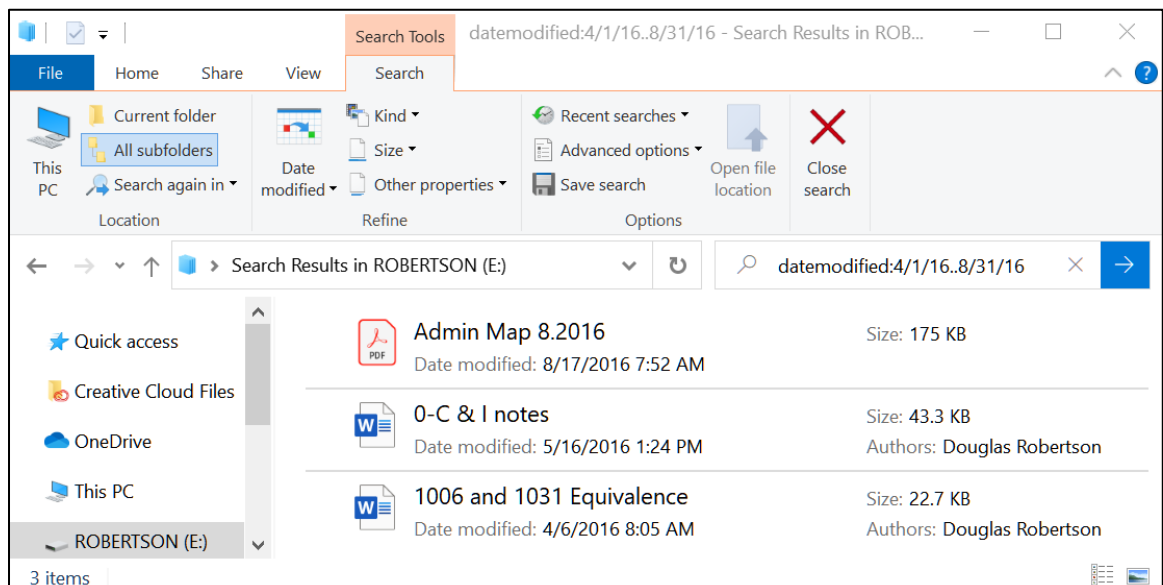 Search Tools
datemodified:4/1/16..8/31/16 - Search Results in ROB...
File Home Share View Search
?
This PC
Current folder
All subfolders
Search again in
Location
Date modified
Kind
Size
Other properties
Refine
Recent searches
Advanced options
Save search
Open file location
Options
Close search
Search Results in ROBERTSON (E:)
datemodified:4/1/16..8/31/16
Quick access
Creative Cloud Files
OneDrive
This PC
ROBERTSON (E:)
PDF
Admin Map 8.2016 Size: 175 KB
Date modified: 8/17/2016 7:52 AM
W
0-C & I notes Size: 43.3 KB
Date modified: 5/16/2016 1:24 PM Authors: Douglas Robertson
W
1006 and 1031 Equivalence Size: 22.7 KB
Date modified: 4/6/2016 8:05 AM Authors: Douglas Robertson
3 items